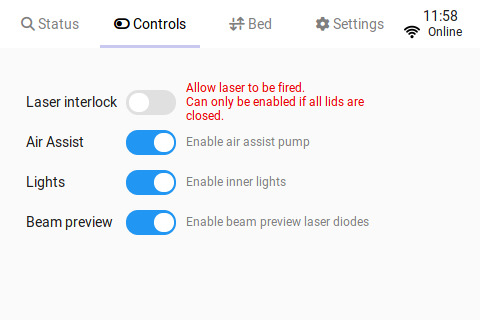 Status Controls Bed Settings 11:58
Online
Laser interlock Allow laser to be fired.
Can only be enabled if all lids are
closed.
Air Assist Enable air assist pump
Lights Enable inner lights
Beam preview Enable beam preview laser diodes